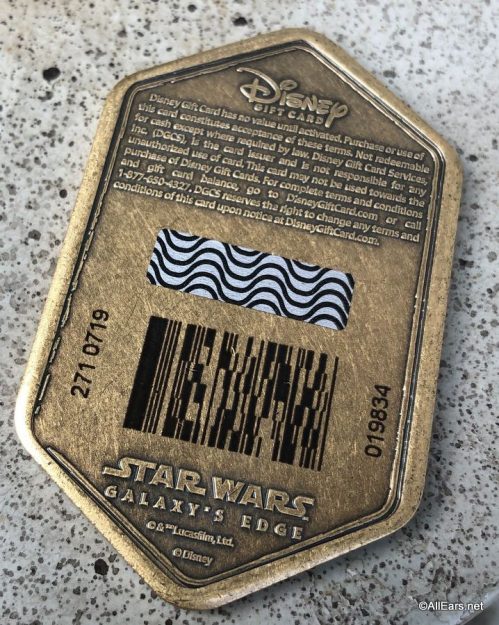 Disney
GIFT CARD
Disney Gift Card has no value until activated. Purchase or use of
this card constitutes acceptance of these terms. Not redeemable
for cash except where required by law. Disney Gift Card Services,
Inc. (DGCS), is the card issuer and is not responsible for any
unauthorized use of card. This card may not be used towards the
purchase of Disney Gift Cards. For complete terms and conditions
and gift card balance, go to DisneyGiftCard.com or call
1-877-650-4327. DGCS reserves the right to change any terms and
conditions of this card upon notice at DisneyGiftCard.com.
271 0719
019834
STAR WARS
GALAXY'S EDGE
©&™Lucasfilm, Ltd.
©Disney
©AllEars.net